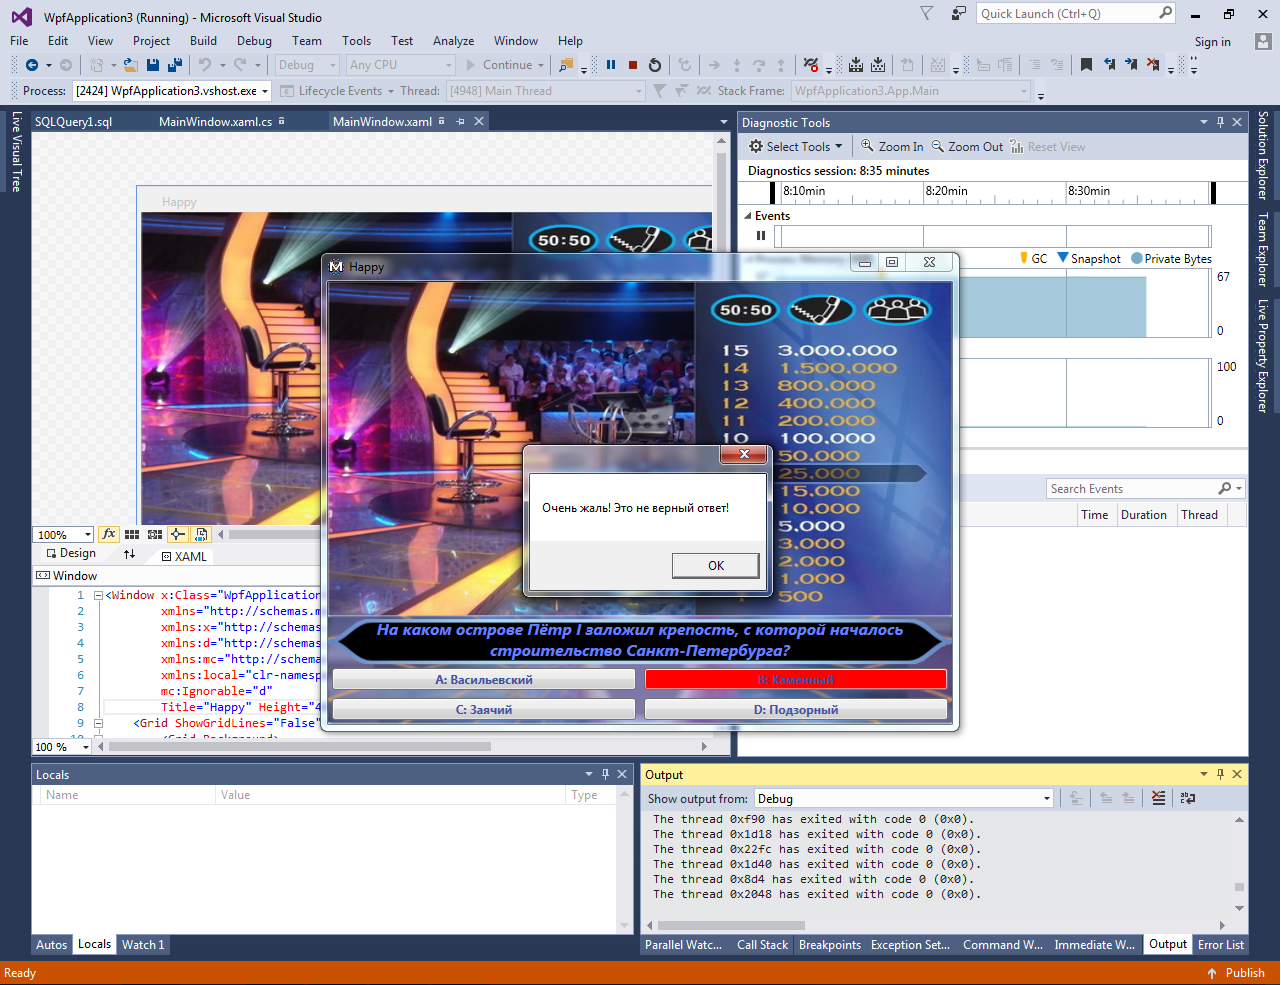 WpfApplication3 (Running) - Microsoft Visual Studio
Quick Launch (Ctrl+Q)
File Edit View Project Build Debug Team Tools Test Analyze Window Help
Sign in
Debug Any CPU Continue
Process: [2424] WpfApplication3.vshost.exe Lifecycle Events Thread: [4948] Main Thread Stack Frame: WpfApplication3.App.Main
Live Visual Tree
SQLQuery1.sql MainWindow.xaml.cs MainWindow.xaml
Happy
50:50
100%
Design XAML
Window
1 <Window x:Class="WpfApplication
2 xmlns="http://schemas.m
3 xmlns:x="http://schemas
4 xmlns:d="http://schemas
5 xmlns:mc="http://schema
6 xmlns:local="clr-namesp
7 mc:Ignorable="d"
8 Title="Happy" Height="4
9 <Grid ShowGridLines="False"
100 %
Diagnostic Tools
Select Tools Zoom In Zoom Out Reset View
Diagnostics session: 8:35 minutes
8:10min 8:20min 8:30min
Events
GC Snapshot Private Bytes
67
0
100
0
Search Events
Time Duration Thread
Solution Explorer
Team Explorer
Live Property Explorer
Happy
50:50
15 3,000,000
14 1,500,000
13 800,000
12 400,000
11 200,000
10 100,000
50,000
25,000
15,000
10,000
5,000
3,000
2,000
1,000
500
Очень жаль! Это не верный ответ!
OK
На каком острове Пётр I заложил крепость, с которой началось
строительство Санкт-Петербурга?
A: Васильевский
B: Каменный
C: Заячий
D: Подзорный
Locals
Name Value Type
Autos Locals Watch 1
Output
Show output from: Debug
The thread 0xf90 has exited with code 0 (0x0).
The thread 0x1d18 has exited with code 0 (0x0).
The thread 0x22fc has exited with code 0 (0x0).
The thread 0x1d40 has exited with code 0 (0x0).
The thread 0x8d4 has exited with code 0 (0x0).
The thread 0x2048 has exited with code 0 (0x0).
Parallel Watc... Call Stack Breakpoints Exception Set... Command W... Immediate W... Output Error List
Ready
Publish